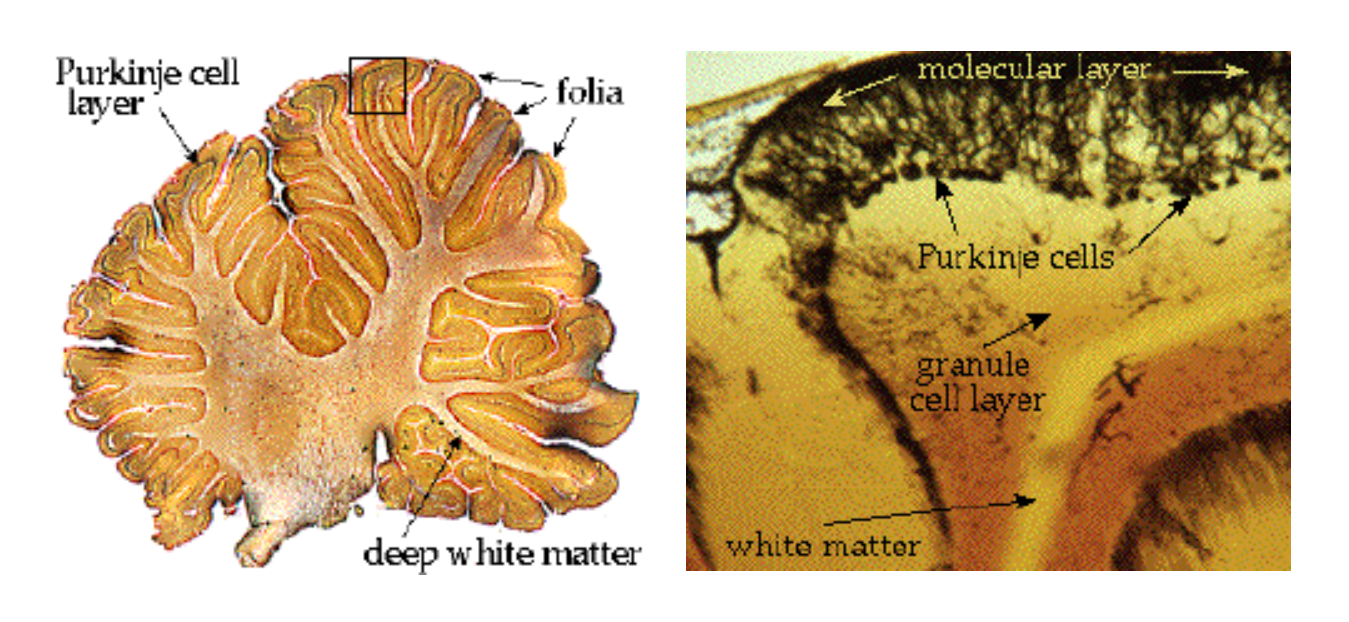 Purkinje cell
layer
folia
deep white matter
molecular layer
Purkinje cells
granule
cell layer
white matter